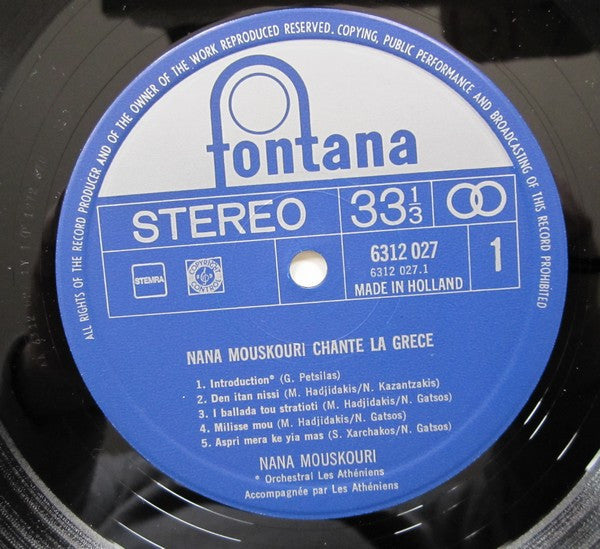 ALL RIGHTS OF THE RECORD PRODUCER AND OF THE OWNER OF THE WORK REPRODUCED RESERVED. COPYING, PUBLIC PERFORMANCE AND BROADCASTING OF THIS RECORD PROHIBITED
fontana
STEREO
33 1/3
STEMRA
COPYRIGHT CONTROL
6312 027
6312 027.1
MADE IN HOLLAND
1
NANA MOUSKOURI CHANTE LA GRECE
1. Introduction* (G. Petsilas)
2. Den itan nissi (M. Hadjidakis/N. Kazantzakis)
3. I ballada tou stratioti (M. Hadjidakis/N. Gatsos)
4. Milisse mou (M. Hadjidakis/N. Gatsos)
5. Aspri mera ke yia mas (S. Xarchakos/N. Gatsos)
NANA MOUSKOURI
* Orchestral Les Athéniens
Accompagnée par Les Athéniens